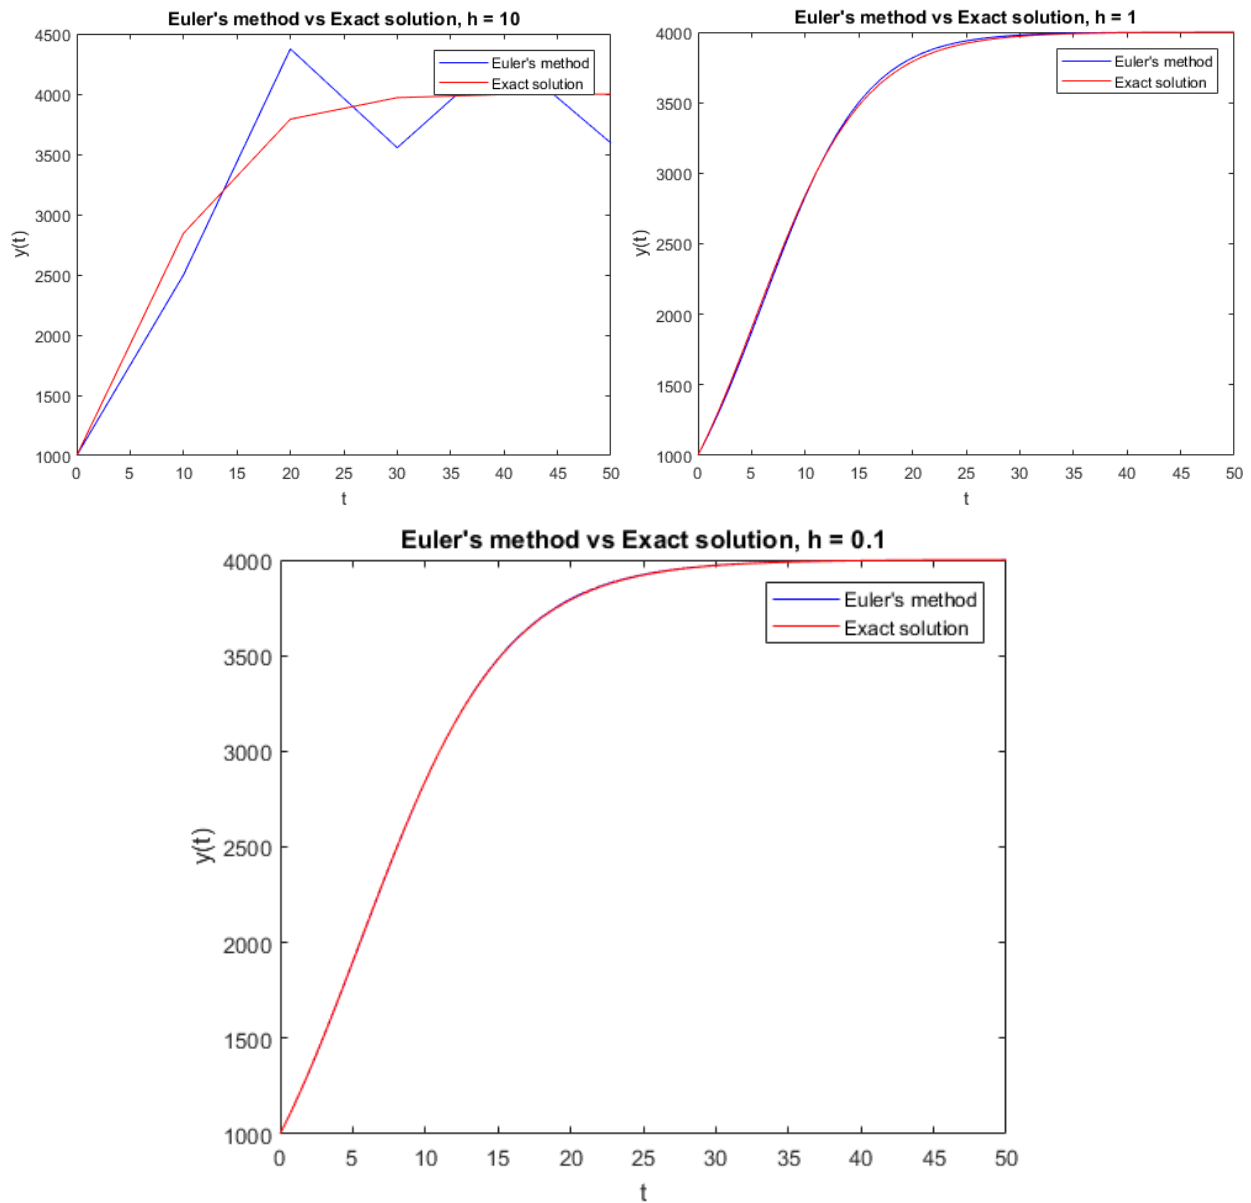 Euler's method vs Exact solution, h = 10
4500
4000
3500
3000
2500
2000
1500
1000
y(t)
0 5 10 15 20 25 30 35 40 45 50
t
Euler's method
Exact solution
Euler's method vs Exact solution, h = 1
4000
3500
3000
2500
2000
1500
1000
y(t)
0 5 10 15 20 25 30 35 40 45 50
t
Euler's method
Exact solution
Euler's method vs Exact solution, h = 0.1
4000
3500
3000
2500
2000
1500
1000
y(t)
0 5 10 15 20 25 30 35 40 45 50
t
Euler's method
Exact solution